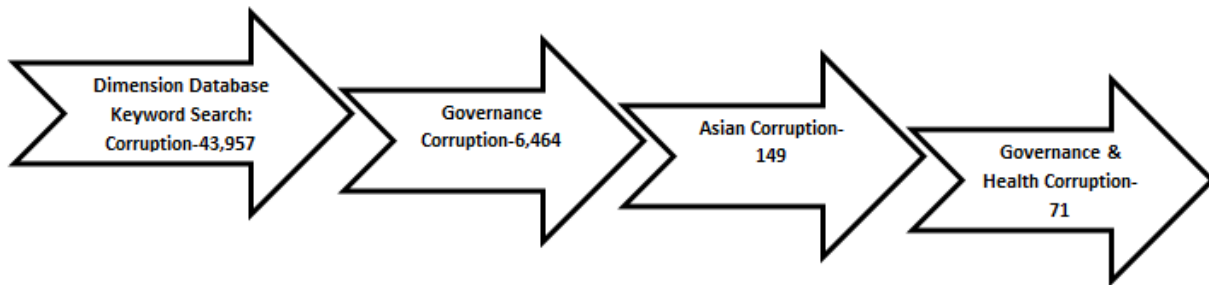 Dimension Database
Keyword Search:
Corruption-43,957
Governance
Corruption-6,464
Asian Corruption-
149
Governance &
Health Corruption-
71